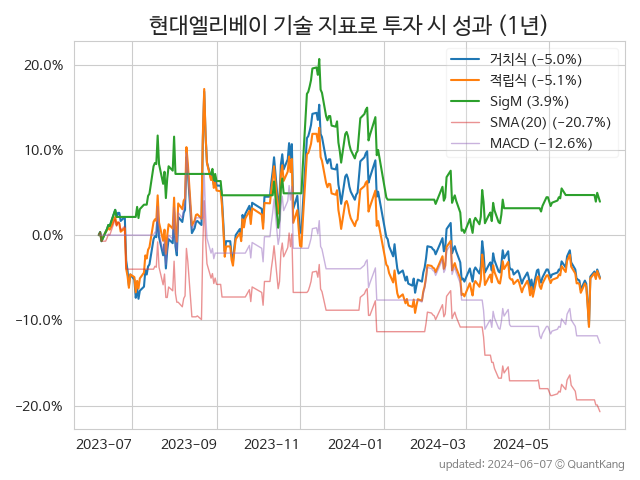 현대엘리베이 기술 지표로 투자 시 성과 (1년)
거치식 (−5.0%)
적립식 (−5.1%)
SigM (3.9%)
SMA(20) (−20.7%)
MACD (−12.6%)
20.0%
10.0%
0.0%
−10.0%
−20.0%
2023-07 2023-09 2023-11 2024-01 2024-03 2024-05
updated: 2024-06-07 © QuantKang